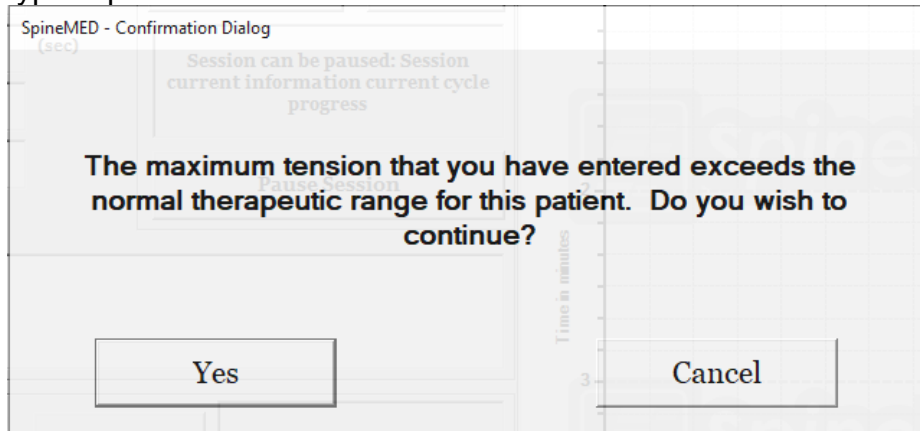 SpineMED - Confirmation Dialog
(sec)
Session can be paused: Session
current information current cycle
progress
The maximum tension that you have entered exceeds the
Pause Session
2
normal therapeutic range for this patient.  Do you wish to
continue?
Time in minutes
Yes
3
Cancel